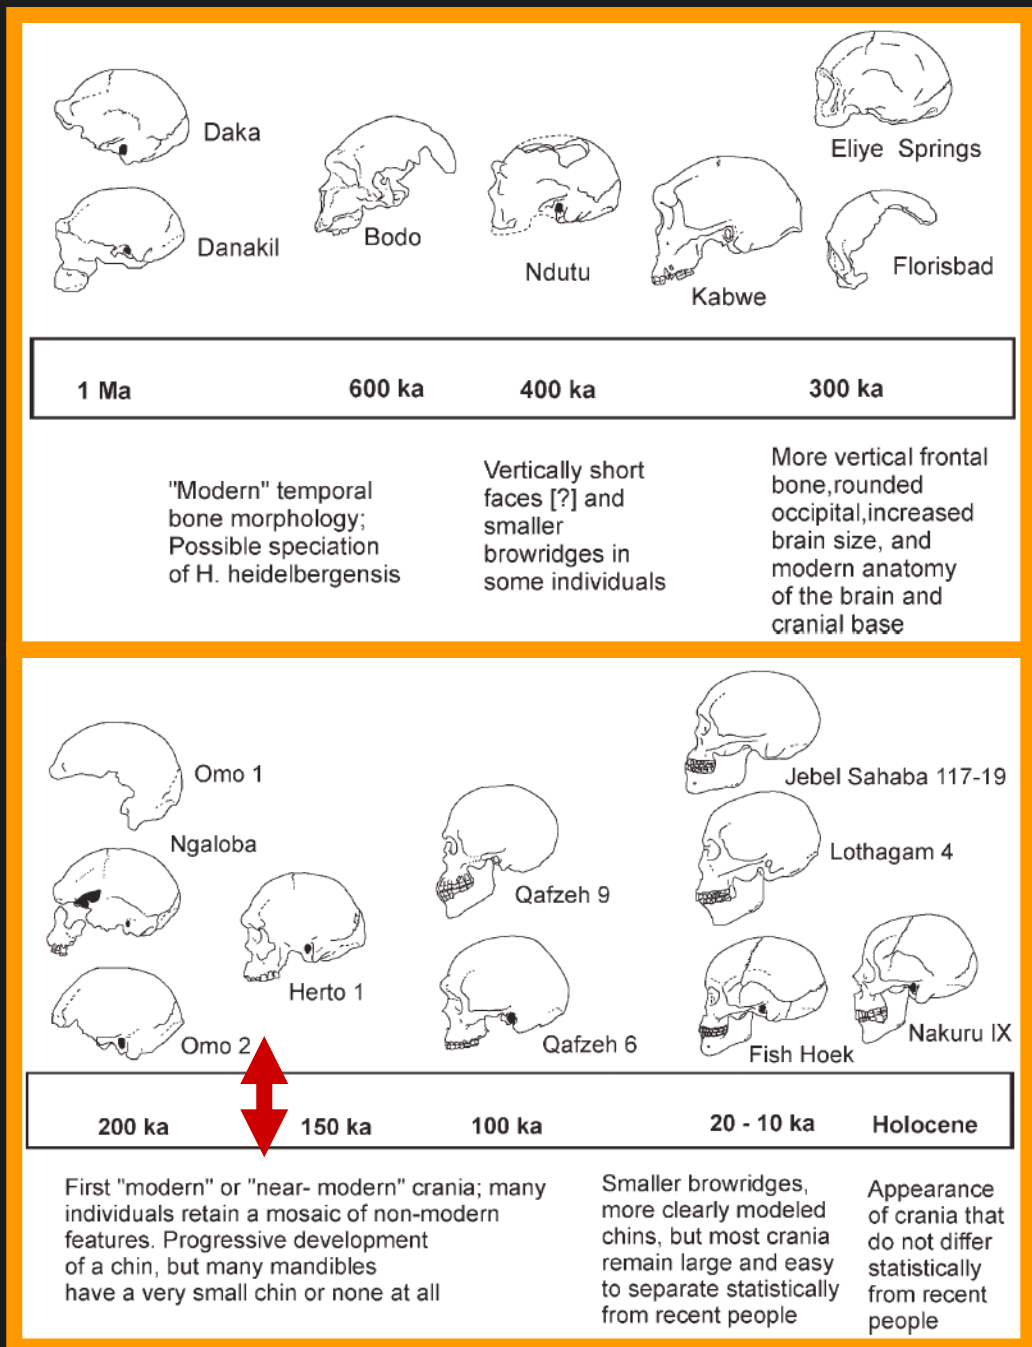 Daka
Danakil
Bodo
Ndutu
Kabwe
Eliye Springs
Florisbad
1 Ma
600 ka
400 ka
300 ka
"Modern" temporal
bone morphology;
Possible speciation
of H. heidelbergensis
Vertically short
faces [?] and
smaller
browridges in
some individuals
More vertical frontal
bone,rounded
occipital,increased
brain size, and
modern anatomy
of the brain and
cranial base
Omo 1
Ngaloba
Omo 2
Herto 1
Qafzeh 9
Qafzeh 6
Jebel Sahaba 117-19
Lothagam 4
Fish Hoek
Nakuru IX
200 ka
150 ka
100 ka
20 - 10 ka
Holocene
First "modern" or "near- modern" crania; many
individuals retain a mosaic of non-modern
features. Progressive development
of a chin, but many mandibles
have a very small chin or none at all
Smaller browridges,
more clearly modeled
chins, but most crania
remain large and easy
to separate statistically
from recent people
Appearance
of crania that
do not differ
statistically
from recent
people